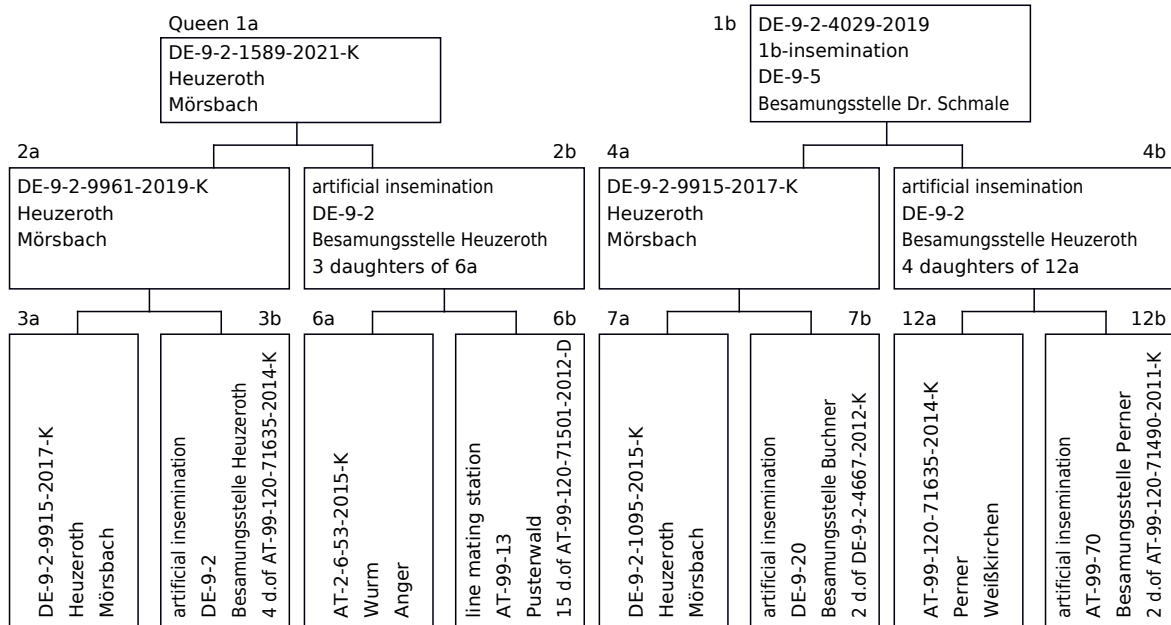 Queen 1a
DE-9-2-1589-2021-K
Heuzeroth
Mörsbach
1b
DE-9-2-4029-2019
1b-insemination
DE-9-5
Besamungsstelle Dr. Schmale
2a
DE-9-2-9961-2019-K
Heuzeroth
Mörsbach
2b
artificial insemination
DE-9-2
Besamungsstelle Heuzeroth
3 daughters of 6a
4a
DE-9-2-9915-2017-K
Heuzeroth
Mörsbach
4b
artificial insemination
DE-9-2
Besamungsstelle Heuzeroth
4 daughters of 12a
3a
DE-9-2-9915-2017-K
Heuzeroth
Mörsbach
3b
artificial insemination
DE-9-2
Besamungsstelle Heuzeroth
4 d.of AT-99-120-71635-2014-K
6a
AT-2-6-53-2015-K
Wurm
Anger
6b
line mating station
AT-99-13
Pusterwald
15 d.of AT-99-120-71501-2012-D
7a
DE-9-2-1095-2015-K
Heuzeroth
Mörsbach
7b
artificial insemination
DE-9-20
Besamungsstelle Buchner
2 d.of DE-9-2-4667-2012-K
12a
AT-99-120-71635-2014-K
Perner
Weißkirchen
12b
artificial insemination
AT-99-70
Besamungsstelle Perner
2 d.of AT-99-120-71490-2011-K